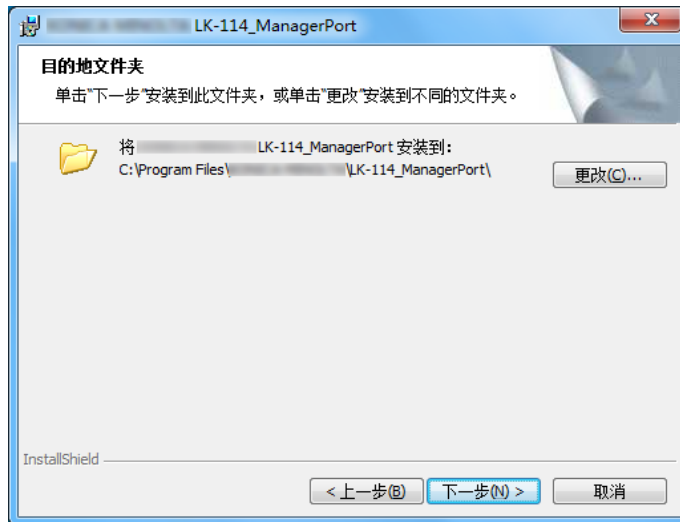 LK-114_ManagerPort
目的地文件夹
单击“下一步”安装到此文件夹，或单击“更改”安装到不同的文件夹。
将 LK-114_ManagerPort 安装到：
C:\Program Files\ \LK-114_ManagerPort\
更改(C)...
InstallShield
< 上一步(B)
下一步(N) >
取消